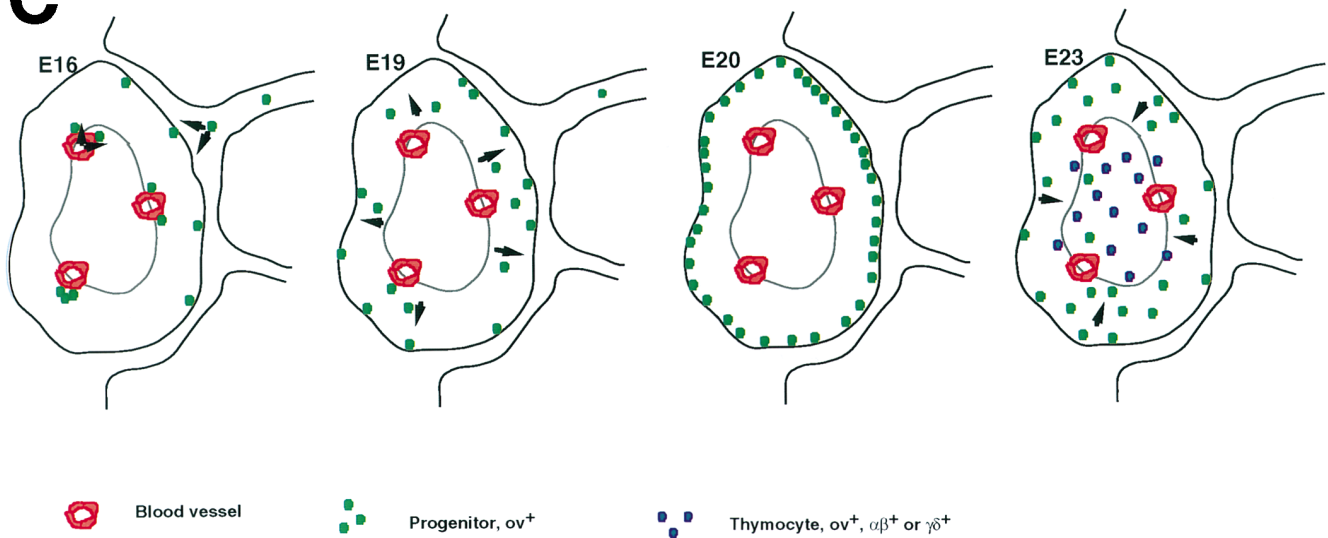 C
E16
E19
E20
E23
Blood vessel
Progenitor, ov⁺
Thymocyte, ov⁺, αβ⁺ or γδ⁺